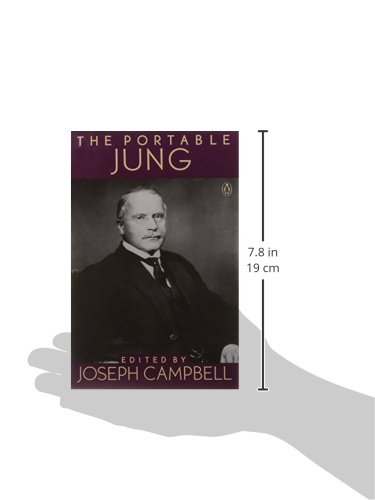 THE PORTABLE
JUNG
7.8 in
19 cm
EDITED BY
JOSEPH CAMPBELL